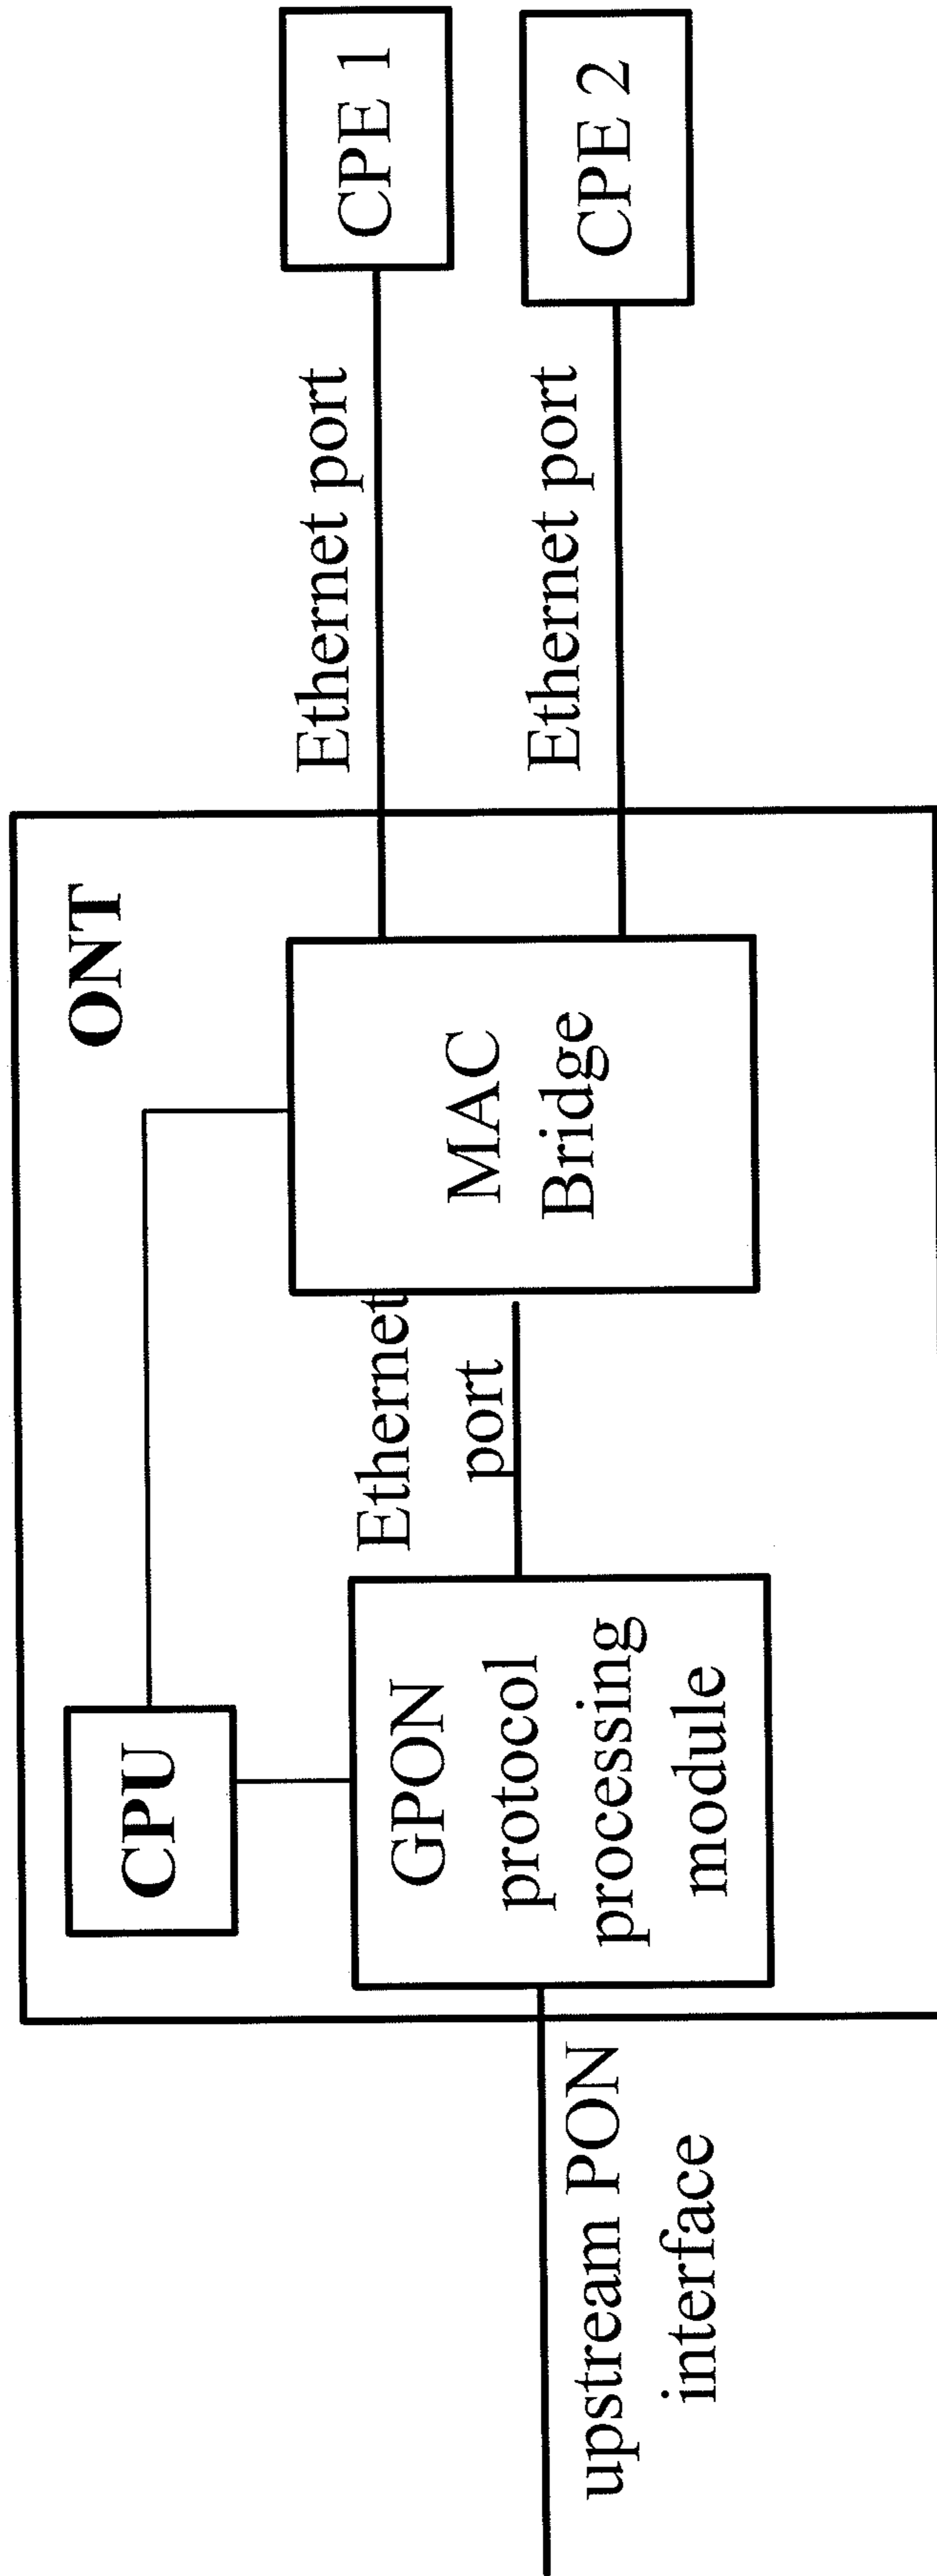 ONT
CPU
GPON
protocol
processing
module
Ethernet
port
MAC
Bridge
Ethernet port
Ethernet port
CPE 1
CPE 2
upstream PON
interface